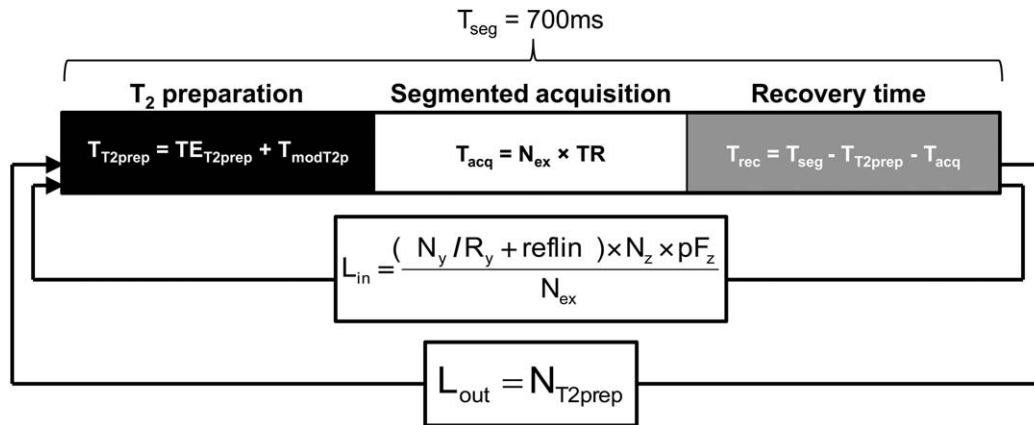 T_seg = 700ms
T₂ preparation
Segmented acquisition
Recovery time
T_T2prep = TE_T2prep + T_modT2p
T_acq = N_ex × TR
T_rec = T_seg - T_T2prep - T_acq
L_in = (( N_y /R_y + reflin )×N_z × pF_z) / N_ex
L_out = N_T2prep